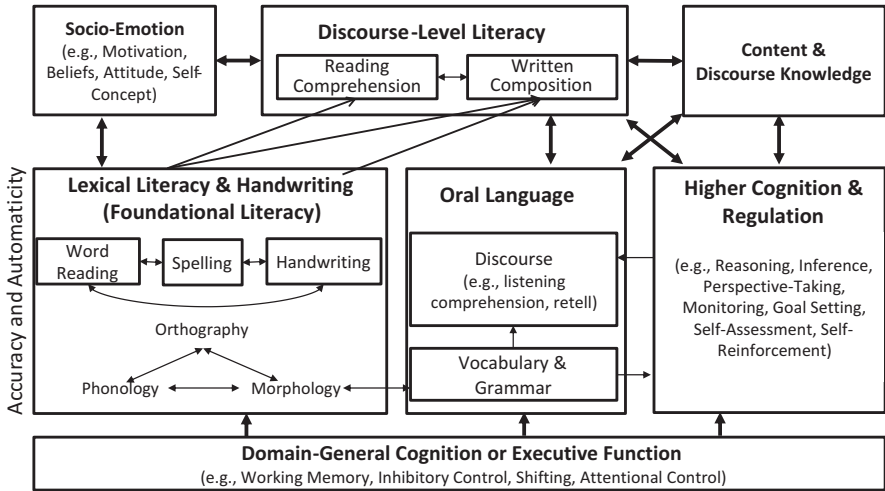 Socio-Emotion
(e.g., Motivation,
Beliefs, Attitude, Self-
Concept)
Discourse-Level Literacy
Reading
Comprehension
Written
Composition
Content &
Discourse Knowledge
Accuracy and Automaticity
Lexical Literacy & Handwriting
(Foundational Literacy)
Word
Reading
Spelling
Handwriting
Orthography
Phonology
Morphology
Oral Language
Discourse
(e.g., listening
comprehension, retell)
Vocabulary &
Grammar
Higher Cognition &
Regulation
(e.g., Reasoning, Inference,
Perspective-Taking,
Monitoring, Goal Setting,
Self-Assessment, Self-
Reinforcement)
Domain-General Cognition or Executive Function
(e.g., Working Memory, Inhibitory Control, Shifting, Attentional Control)